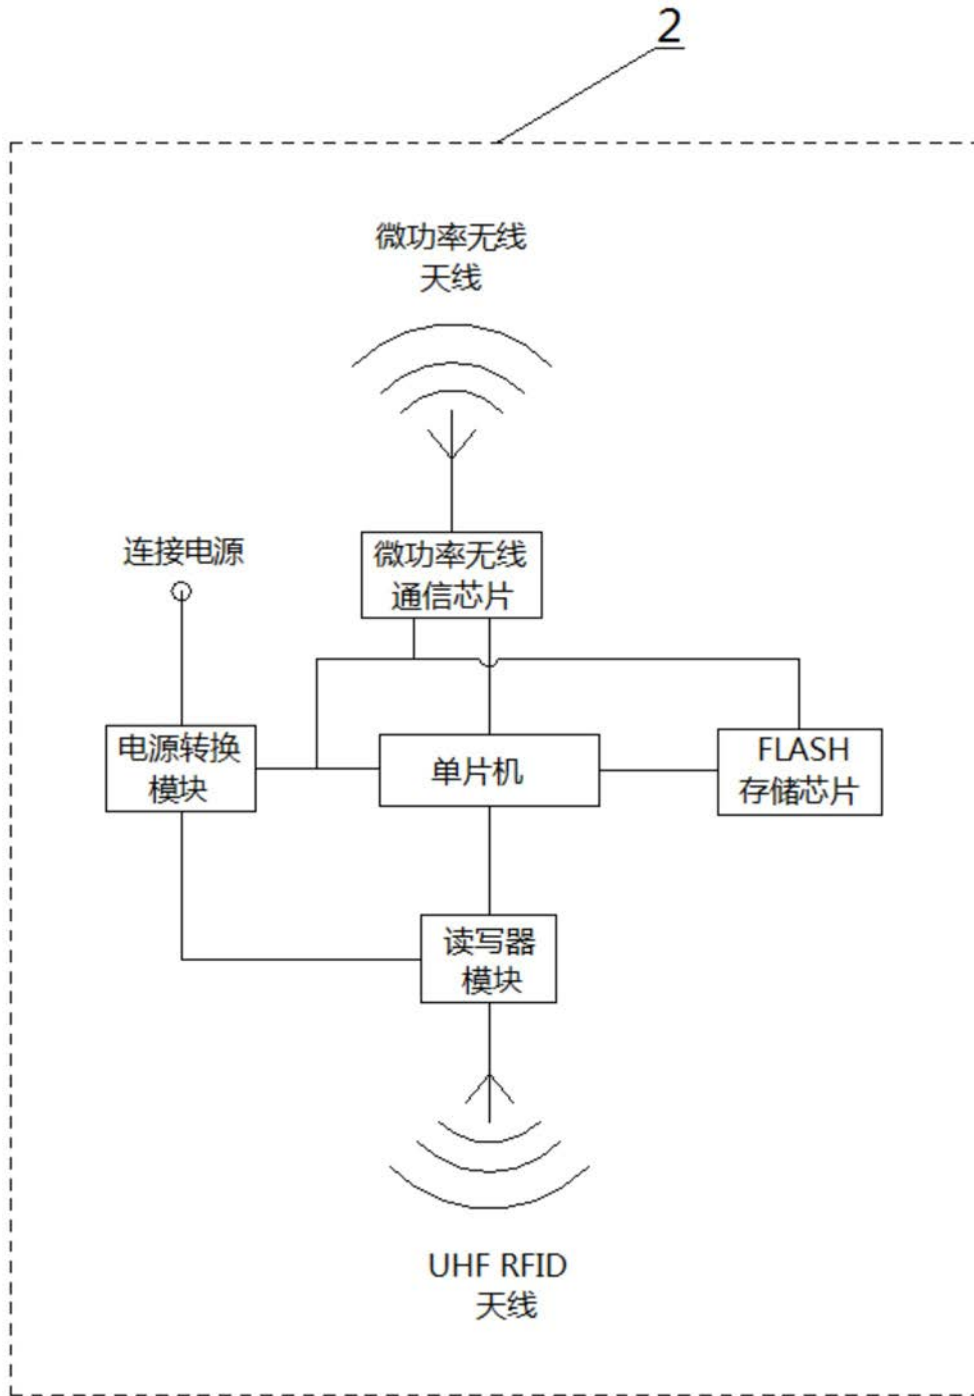 2
微功率无线
天线
连接电源
微功率无线
通信芯片
电源转换
模块
单片机
FLASH
存储芯片
读写器
模块
UHF RFID
天线